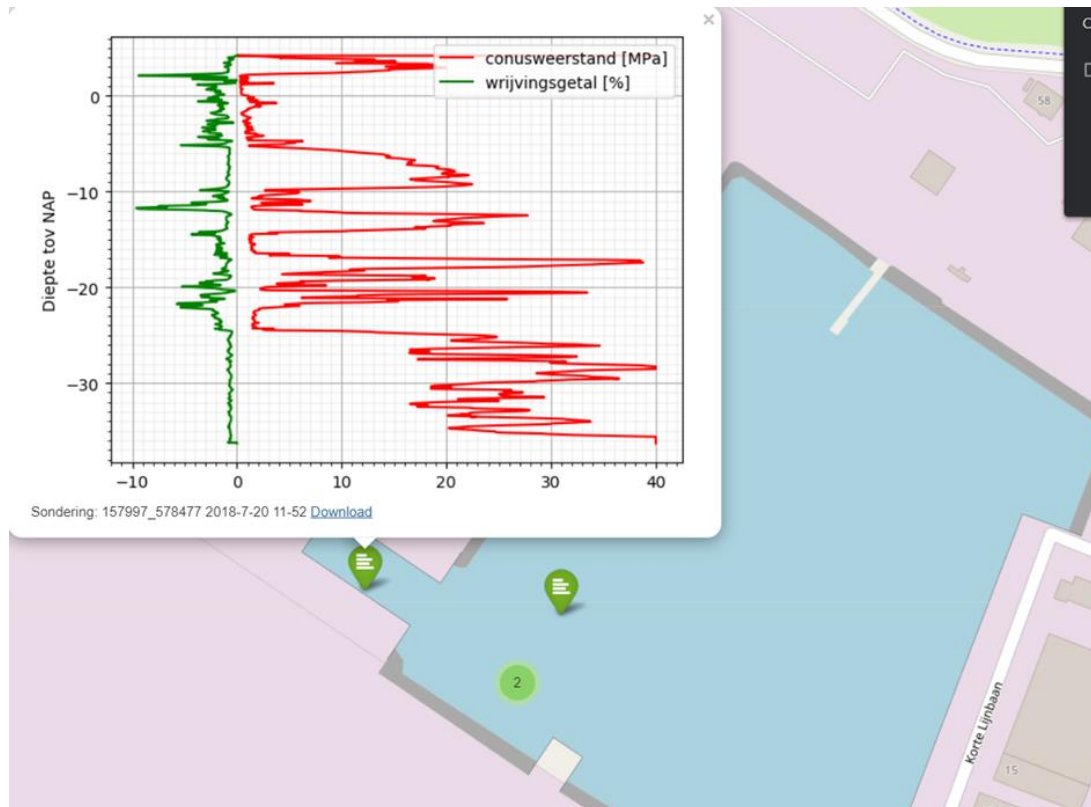 ×
conusweerstand [MPa]
wrijvingsgetal [%]
Diepte tov NAP
0
−10
−20
−30
−10
0
10
20
30
40
Sondering: 157997_578477 2018-7-20 11-52 Download
58
2
Korte Lijnbaan
15